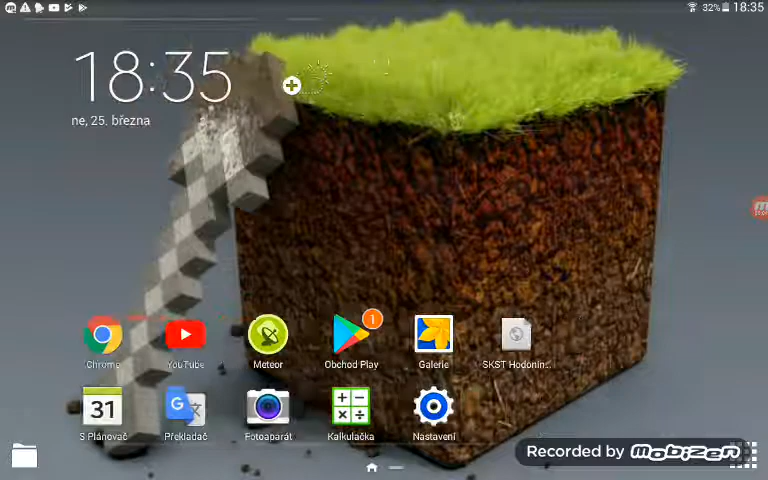 32% 18:35
18:35
ne, 25. března
1
Chrome
YouTube
Meteor
Obchod Play
Galerie
SKST Hodonín...
31
G
S Plánovač
Překladač
Fotoaparát
Kalkulačka
Nastavení
Recorded by MOBIZEN